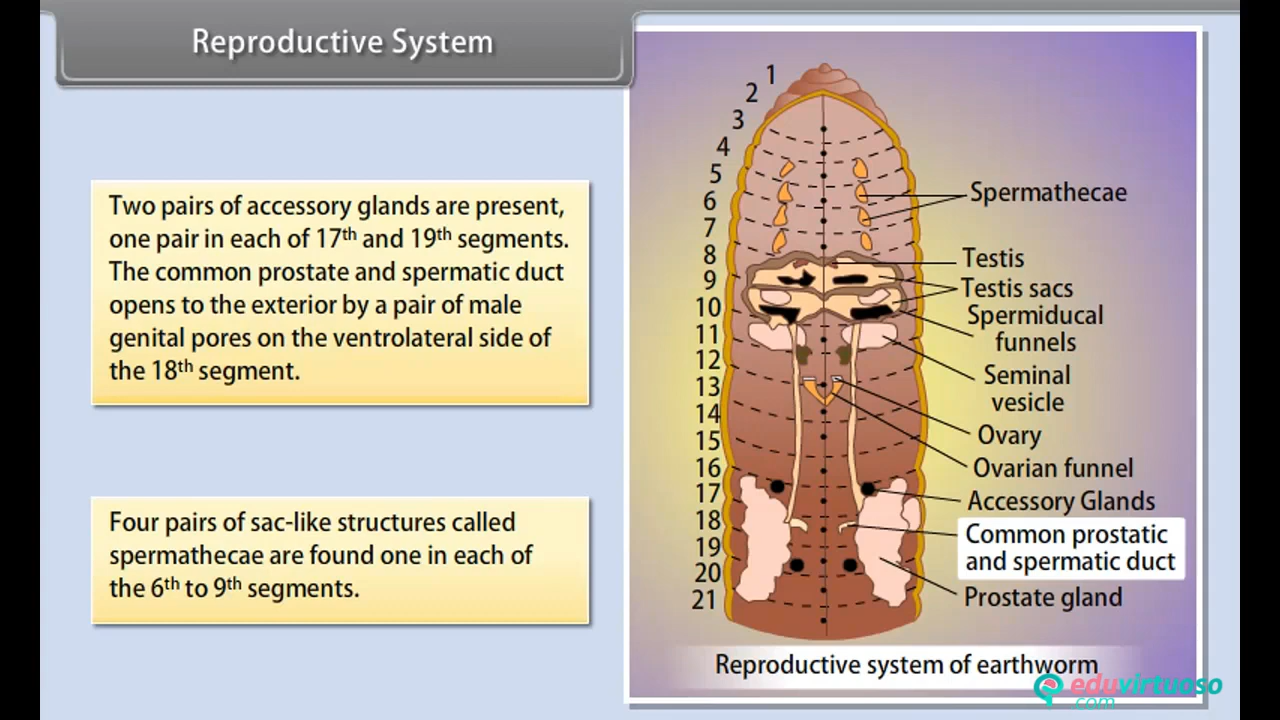 Reproductive System
Two pairs of accessory glands are present,
one pair in each of 17th and 19th segments.
The common prostate and spermatic duct
opens to the exterior by a pair of male
genital pores on the ventrolateral side of
the 18th segment.
Four pairs of sac-like structures called
spermathecae are found one in each of
the 6th to 9th segments.
1
2
3
4
5
6
7
8
9
10
11
12
13
14
15
16
17
18
19
20
21
Spermathecae
Testis
Testis sacs
Spermiducal
funnels
Seminal
vesicle
Ovary
Ovarian funnel
Accessory Glands
Common prostatic
and spermatic duct
Prostate gland
Reproductive system of earthworm
eduvirtuoso
.com